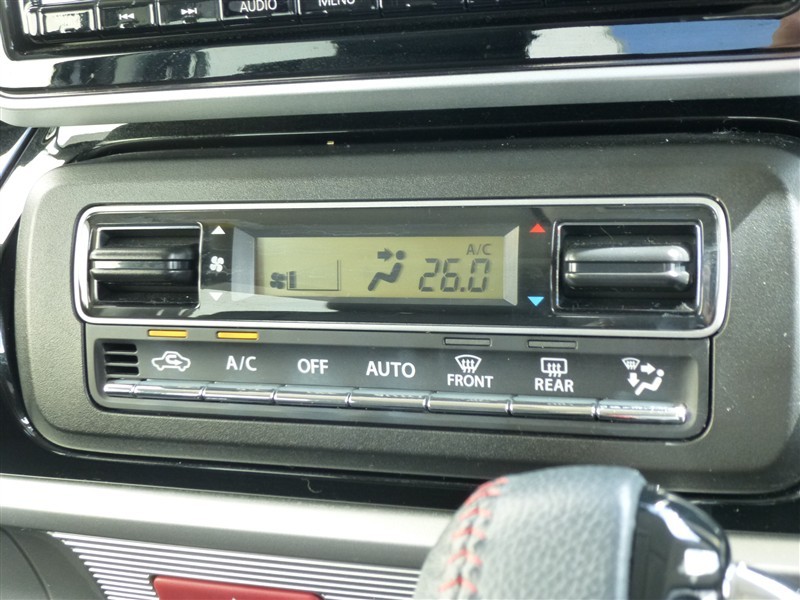 AUDIO MENU
A/C
26.0
A/C OFF AUTO FRONT REAR